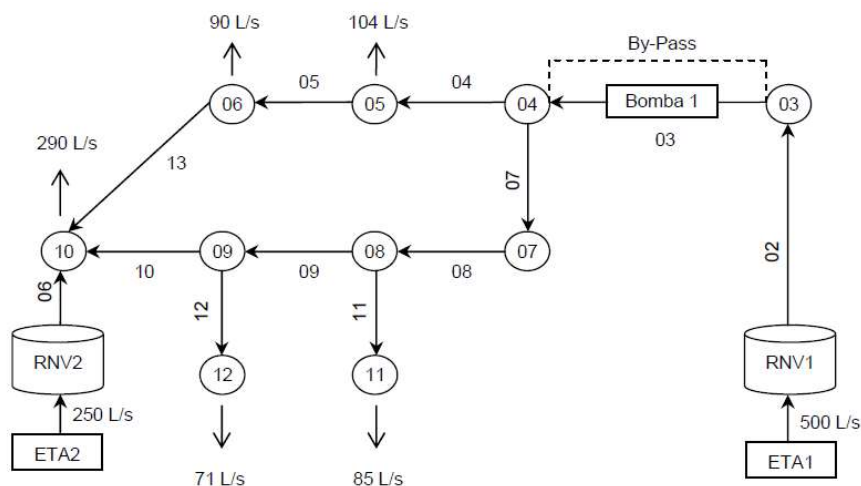 90 L/s
104 L/s
By-Pass
05
04
06
05
04
Bomba 1
03
03
290 L/s
13
07
02
10
09
08
07
10
09
08
06
12
11
RNV2
12
11
RNV1
250 L/s
500 L/s
ETA2
ETA1
71 L/s
85 L/s